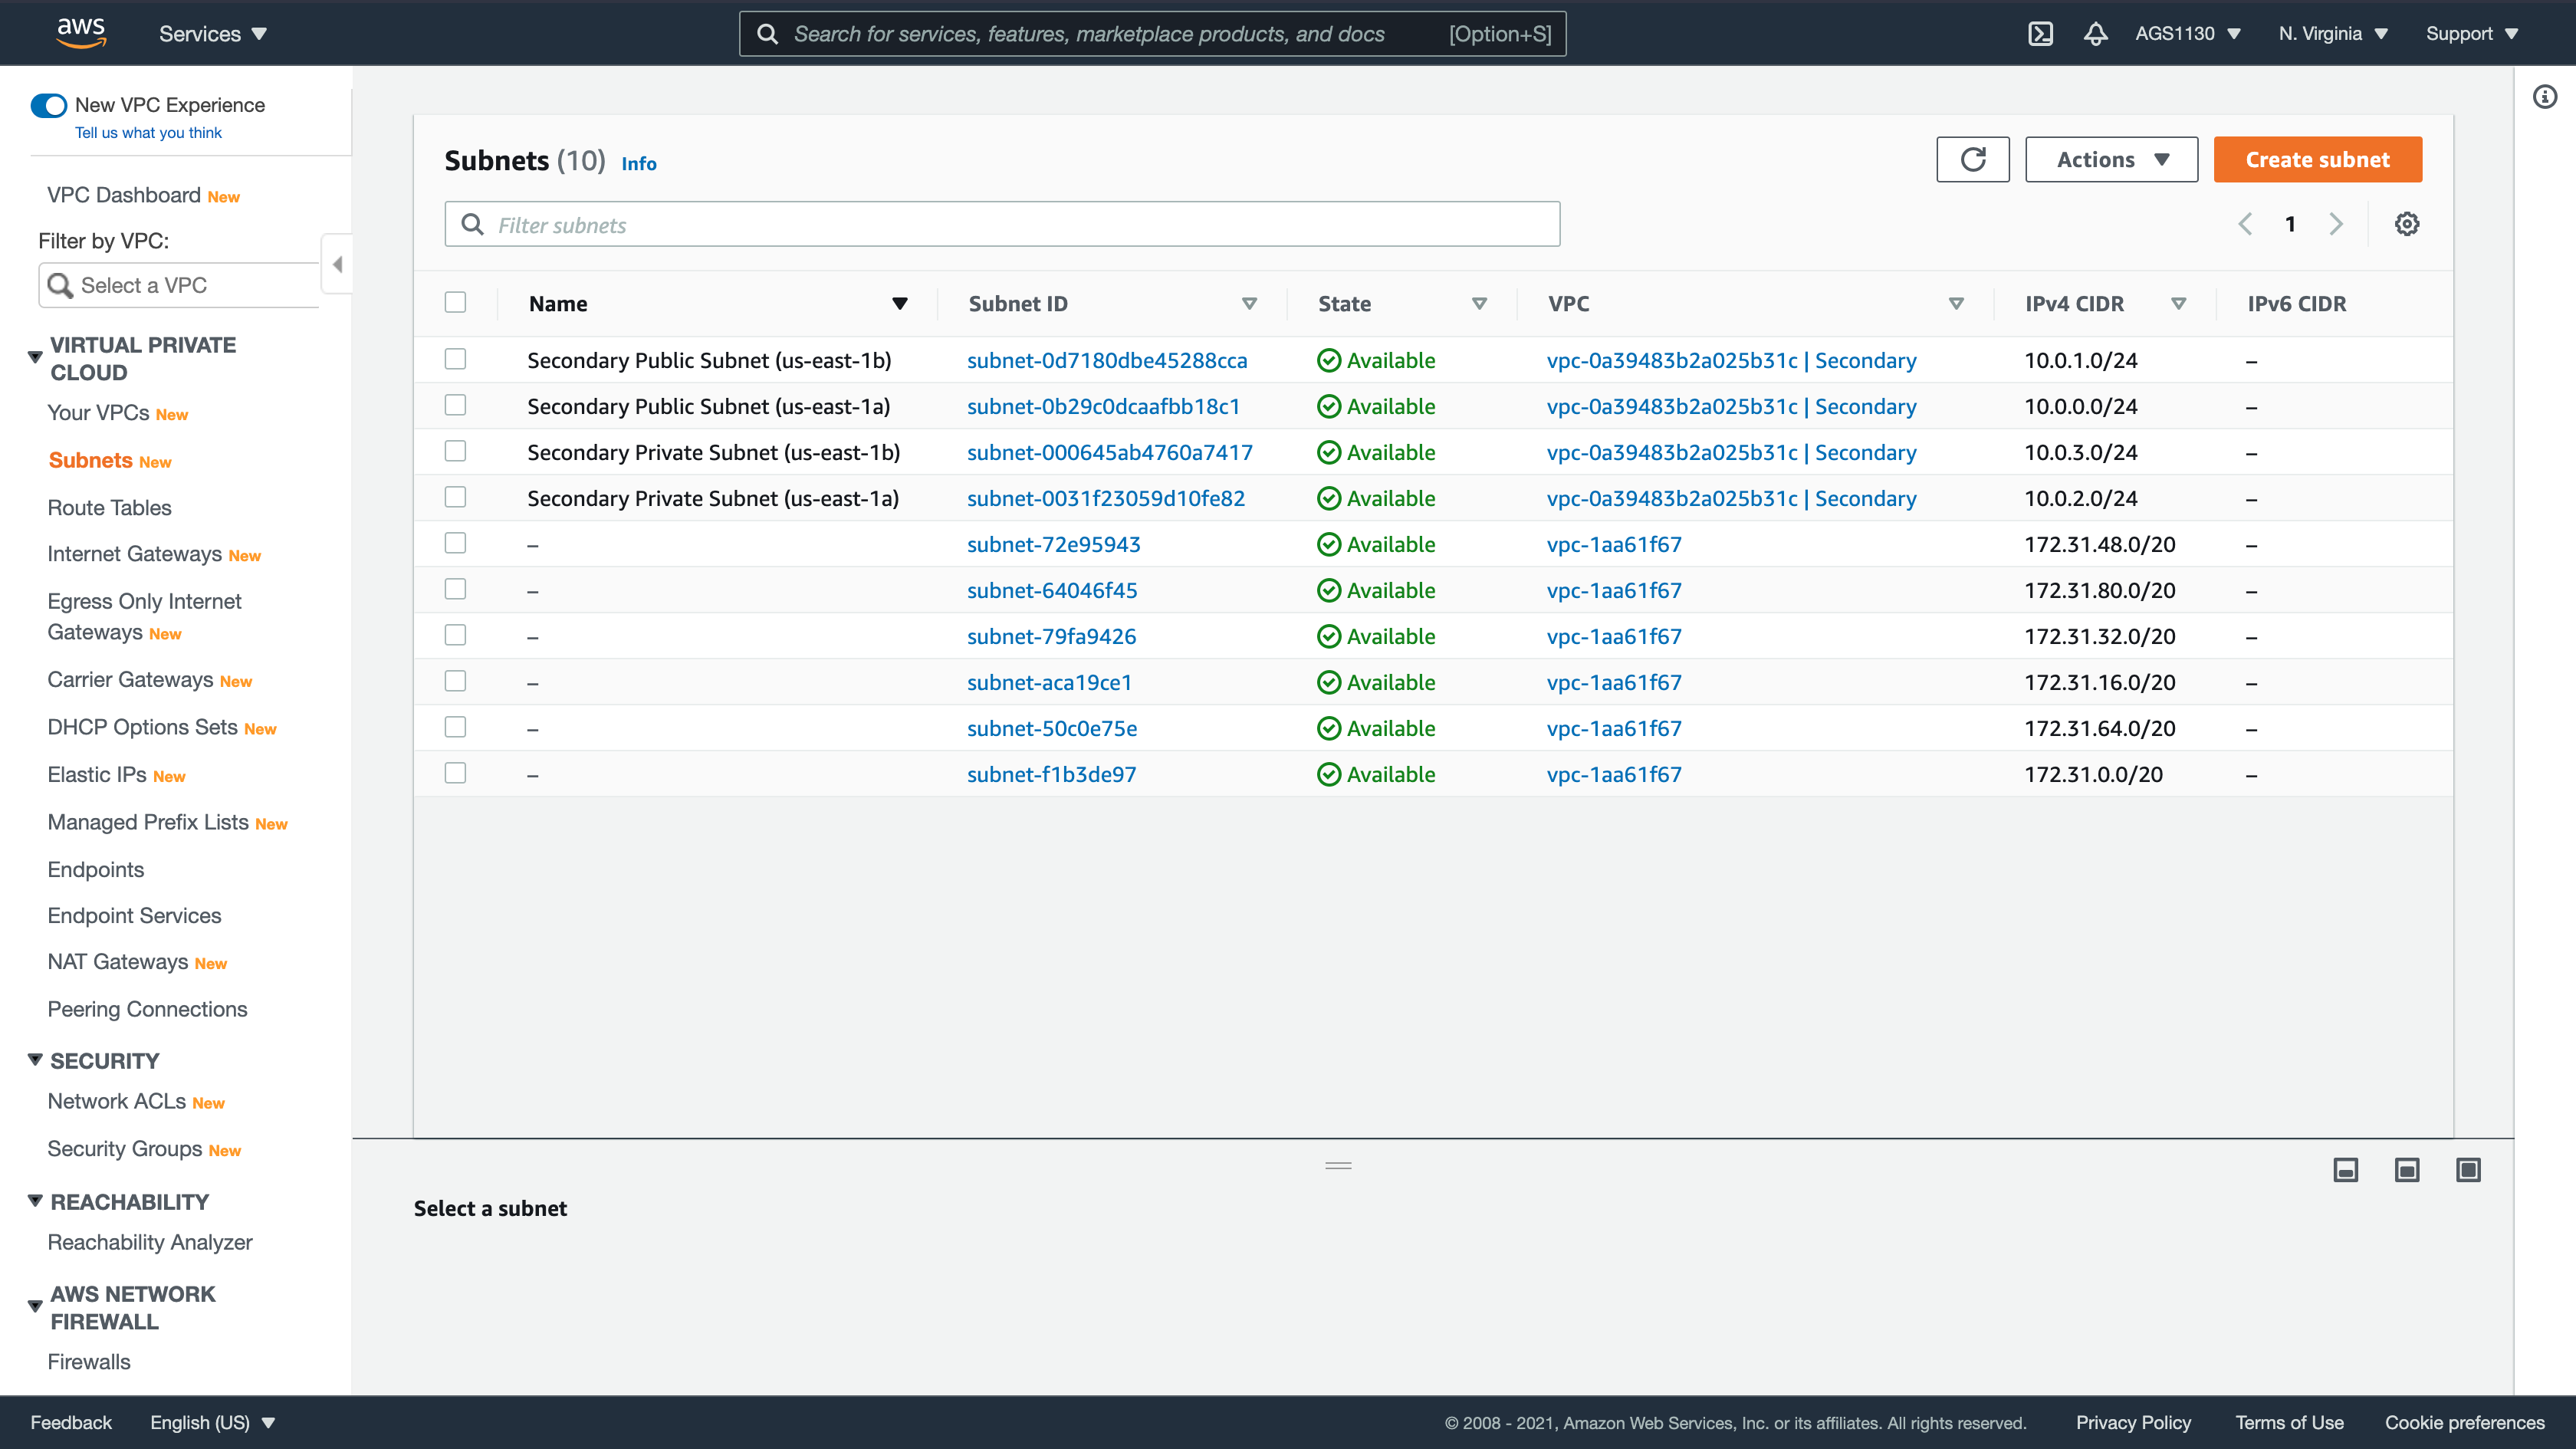 aws
Services
Search for services, features, marketplace products, and docs [Option+S]
AGS1130
N. Virginia
Support
New VPC Experience
Tell us what you think
VPC Dashboard New
Filter by VPC:
Select a VPC
VIRTUAL PRIVATE
CLOUD
Your VPCs New
Subnets New
Route Tables
Internet Gateways New
Egress Only Internet
Gateways New
Carrier Gateways New
DHCP Options Sets New
Elastic IPs New
Managed Prefix Lists New
Endpoints
Endpoint Services
NAT Gateways New
Peering Connections
SECURITY
Network ACLs New
Security Groups New
REACHABILITY
Reachability Analyzer
AWS NETWORK
FIREWALL
Firewalls
Subnets (10) Info
Actions
Create subnet
Filter subnets
1
Name Subnet ID State VPC IPv4 CIDR IPv6 CIDR
Secondary Public Subnet (us-east-1b) subnet-0d7180dbe45288cca Available vpc-0a39483b2a025b31c | Secondary 10.0.1.0/24 –
Secondary Public Subnet (us-east-1a) subnet-0b29c0dcaafbb18c1 Available vpc-0a39483b2a025b31c | Secondary 10.0.0.0/24 –
Secondary Private Subnet (us-east-1b) subnet-000645ab4760a7417 Available vpc-0a39483b2a025b31c | Secondary 10.0.3.0/24 –
Secondary Private Subnet (us-east-1a) subnet-0031f23059d10fe82 Available vpc-0a39483b2a025b31c | Secondary 10.0.2.0/24 –
– subnet-72e95943 Available vpc-1aa61f67 172.31.48.0/20 –
– subnet-64046f45 Available vpc-1aa61f67 172.31.80.0/20 –
– subnet-79fa9426 Available vpc-1aa61f67 172.31.32.0/20 –
– subnet-aca19ce1 Available vpc-1aa61f67 172.31.16.0/20 –
– subnet-50c0e75e Available vpc-1aa61f67 172.31.64.0/20 –
– subnet-f1b3de97 Available vpc-1aa61f67 172.31.0.0/20 –
Select a subnet
Feedback
English (US)
© 2008 - 2021, Amazon Web Services, Inc. or its affiliates. All rights reserved.
Privacy Policy
Terms of Use
Cookie preferences